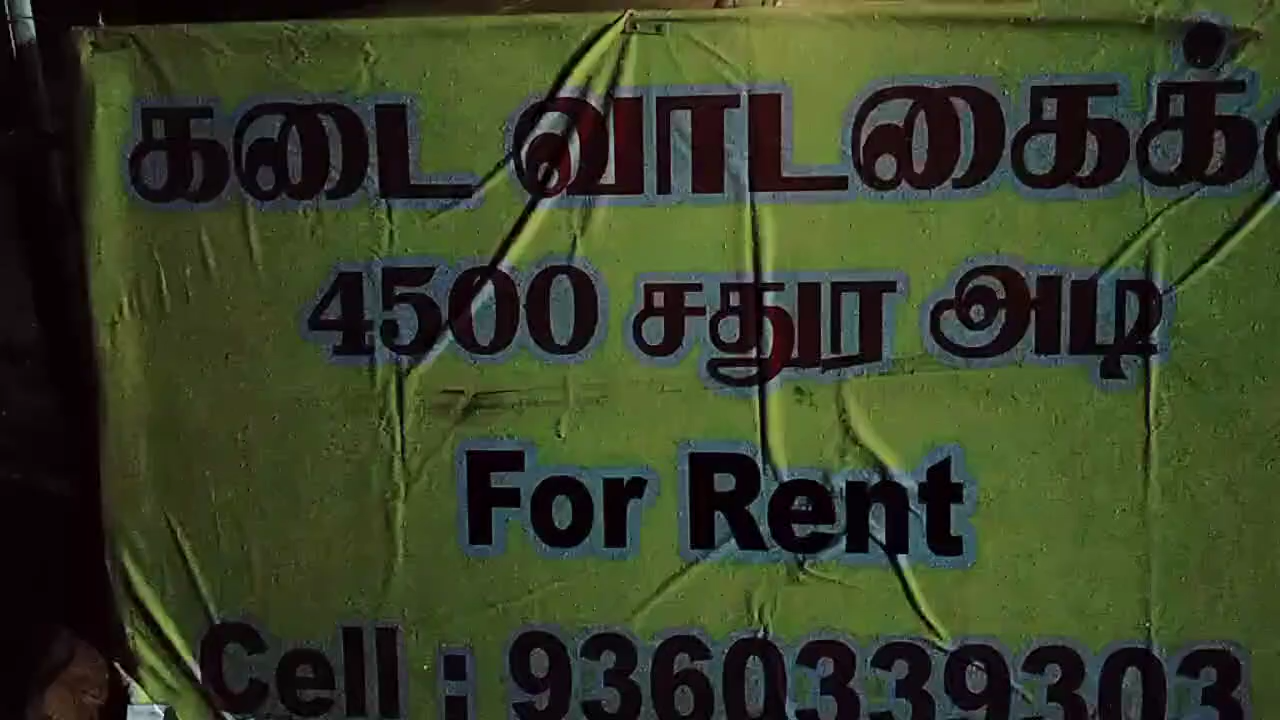 கடை வாடகைக்
4500 சதுர அடி
For Rent
Cell : 9360339303